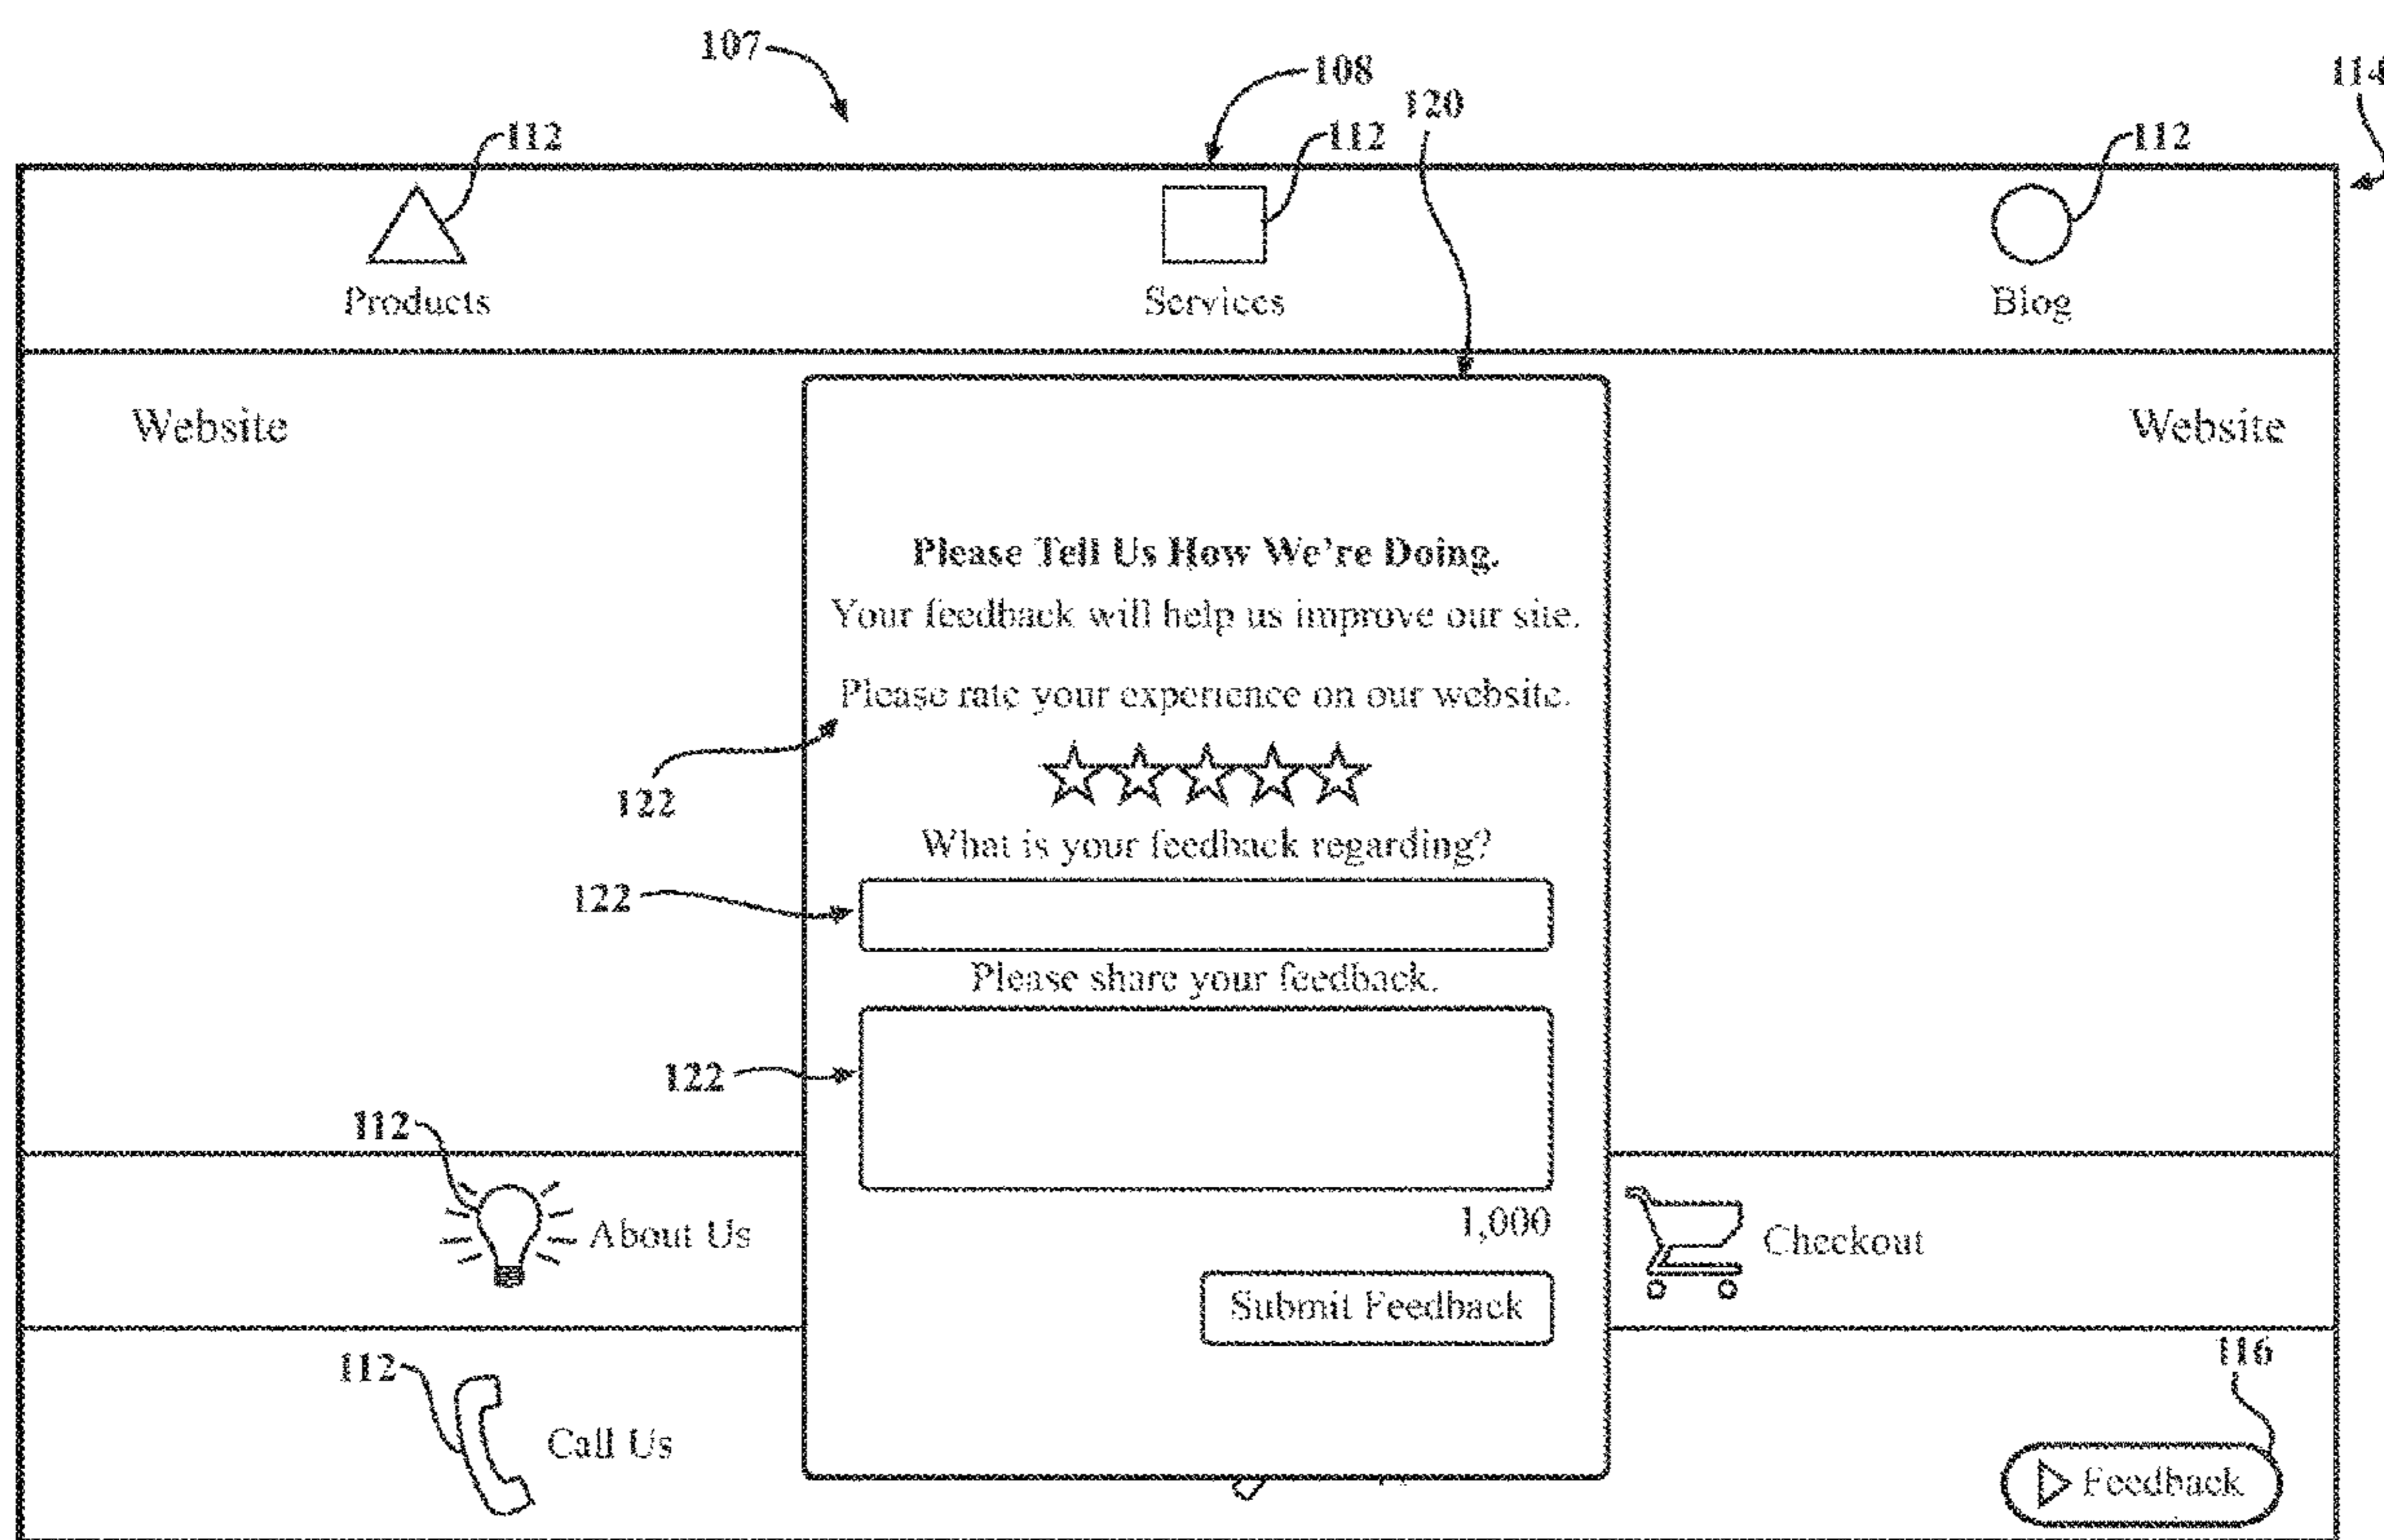 107
108
114
120
112
112
112
Products
Services
Blog
Website
Website
Please Tell Us How We're Doing.
Your feedback will help us improve our site.
Please rate your experience on our website.
122
What is your feedback regarding?
122
Please share your feedback.
122
112
1,000
About Us
Checkout
Submit Feedback
112
116
Call Us
Feedback